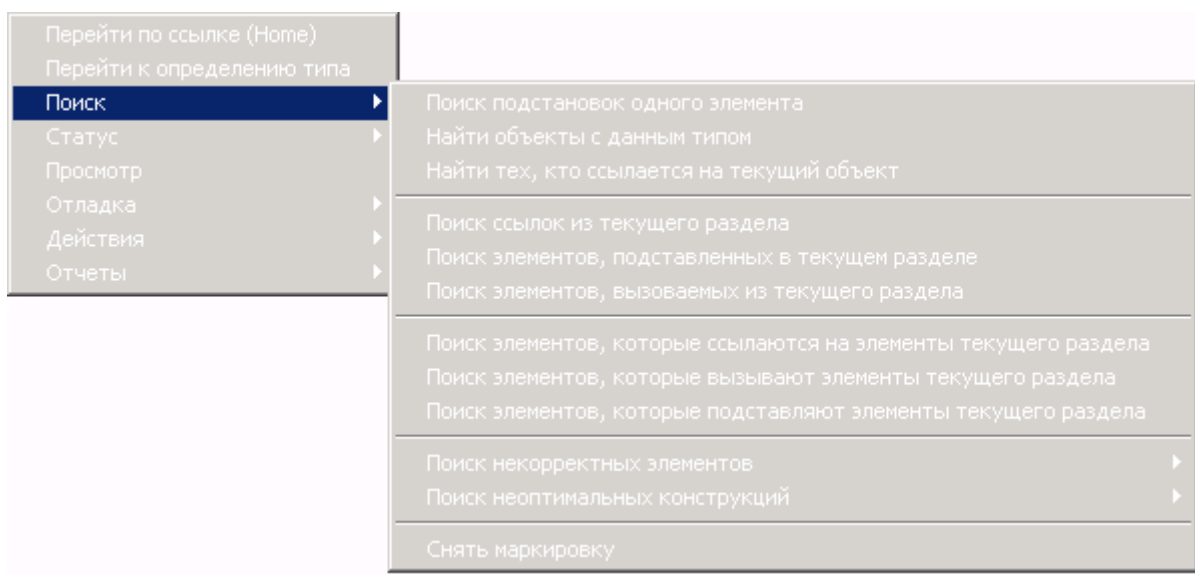 Перейти по ссылке (Home)
Перейти к определению типа
Поиск
Статус
Просмотр
Отладка
Действия
Отчеты
Поиск подстановок одного элемента
Найти объекты с данным типом
Найти тех, кто ссылается на текущий объект
Поиск ссылок из текущего раздела
Поиск элементов, подставленных в текущем разделе
Поиск элементов, вызоваемых из текущего раздела
Поиск элементов, которые ссылаются на элементы текущего раздела
Поиск элементов, которые вызывают элементы текущего раздела
Поиск элементов, которые подставляют элементы текущего раздела
Поиск некорректных элементов
Поиск неоптимальных конструкций
Снять маркировку